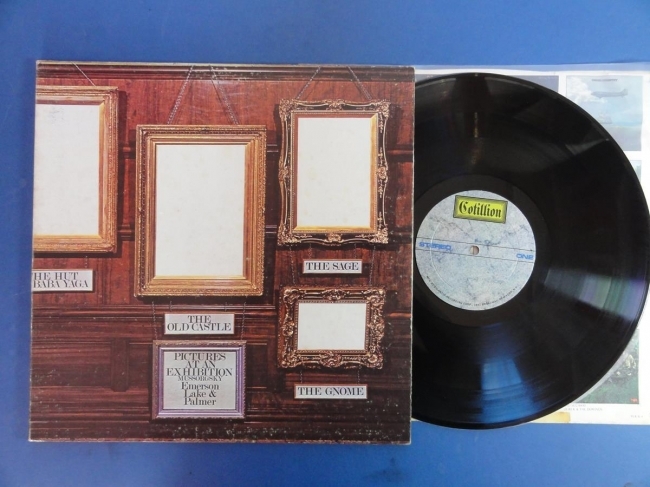 HE HUT
BABA YAGA
THE
OLD CASTLE
THE SAGE
THE GNOME
PICTURES
AT AN
EXHIBITION
MUSSORGSKY
Emerson
Lake &
Palmer
Cotillion
STEREO
ONE